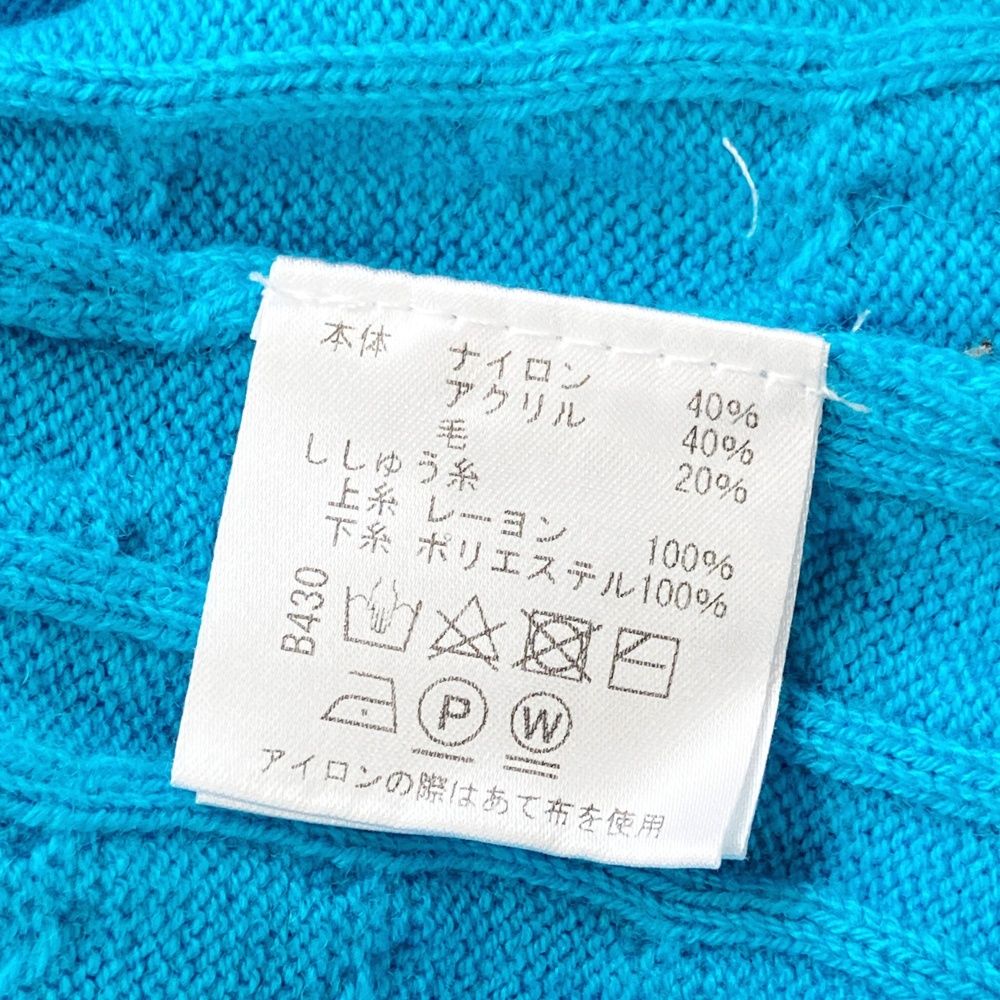 本体 ナイロン 40%
アクリル 40%
毛 20%
ししゅう糸
上糸 レーヨン 100%
下糸 ポリエステル100%
B430
P W
アイロンの際はあて布を使用